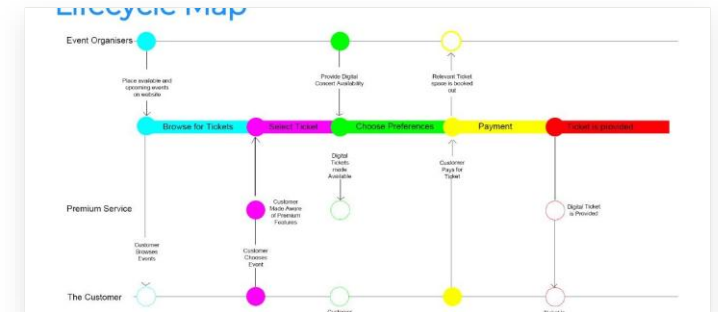 Lifecycle Map
Event Organisers
Place available and
upcoming events
on website
Provide Digital
Concert Availability
Relevant Ticket
space is booked
out
Browse for Tickets
Select Ticket
Choose Preferences
Payment
Ticket is provided
Digital
Tickets
made
Available
Customer
Pays for
Ticket
Premium Service
Customer
Made Aware
of Premium
Features
Digital Ticket
is Provided
Customer
Browses
Events
Customer
Chooses
Event
The Customer
Customer